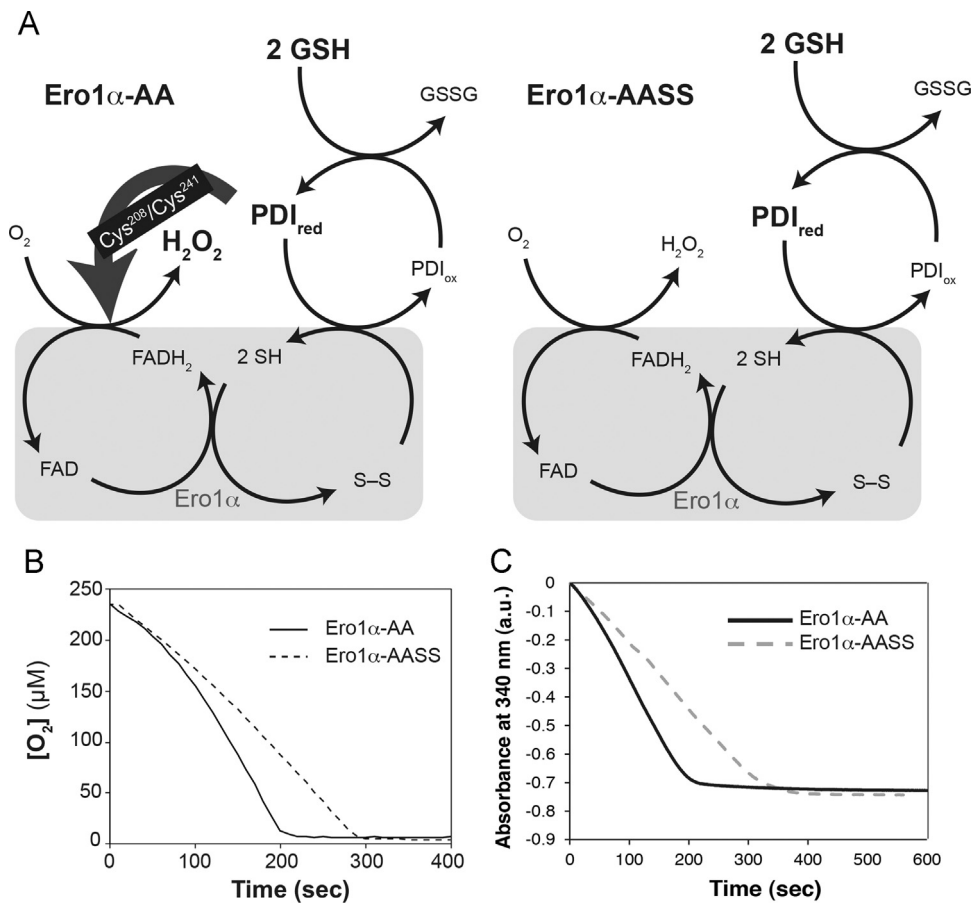 A
Ero1α-AA
2 GSH
GSSG
Cys208/Cys241
O2
H2O2
PDIred
PDIox
FADH2
2 SH
FAD
S–S
Ero1α
Ero1α-AASS
2 GSH
GSSG
O2
H2O2
PDIred
PDIox
FADH2
2 SH
FAD
S–S
Ero1α
B
[O2] (μM)
250
200
150
100
50
0
Ero1α-AA
Ero1α-AASS
0 100 200 300 400
Time (sec)
C
Absorbance at 340 nm (a.u.)
0
-0.1
-0.2
-0.3
-0.4
-0.5
-0.6
-0.7
-0.8
-0.9
Ero1α-AA
Ero1α-AASS
0 100 200 300 400 500 600
Time (sec)